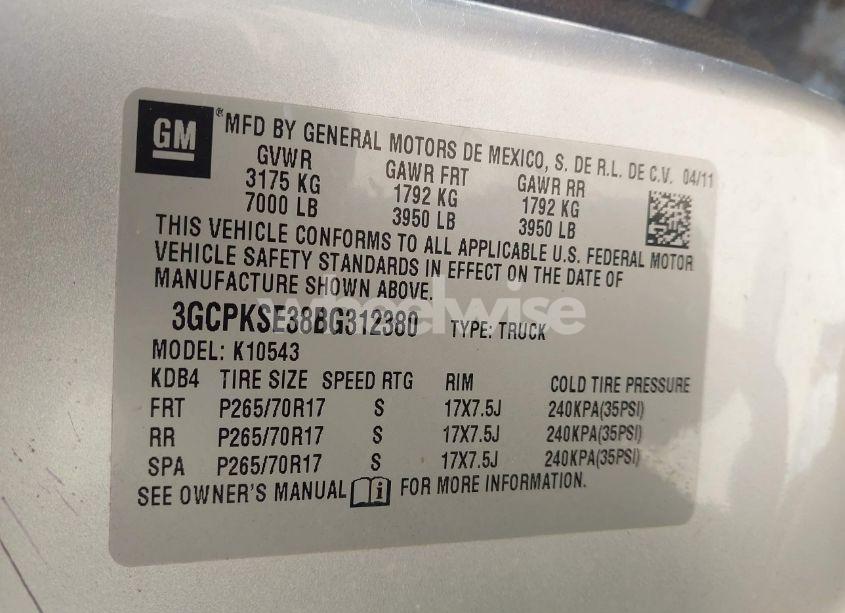 GM ® MFD BY GENERAL MOTORS DE MEXICO, S. DE R.L. DE C.V. 04/11
GVWR GAWR FRT GAWR RR
3175 KG 1792 KG 1792 KG
7000 LB 3950 LB 3950 LB
THIS VEHICLE CONFORMS TO ALL APPLICABLE U.S. FEDERAL MOTOR
VEHICLE SAFETY STANDARDS IN EFFECT ON THE DATE OF
MANUFACTURE SHOWN ABOVE.
3GCPKSE38BG312380 TYPE: TRUCK
wheelwise
MODEL: K10543
KDB4 TIRE SIZE SPEED RTG RIM COLD TIRE PRESSURE
FRT P265/70R17 S 17X7.5J 240KPA(35PSI)
RR P265/70R17 S 17X7.5J 240KPA(35PSI)
SPA P265/70R17 S 17X7.5J 240KPA(35PSI)
SEE OWNER'S MANUAL FOR MORE INFORMATION.